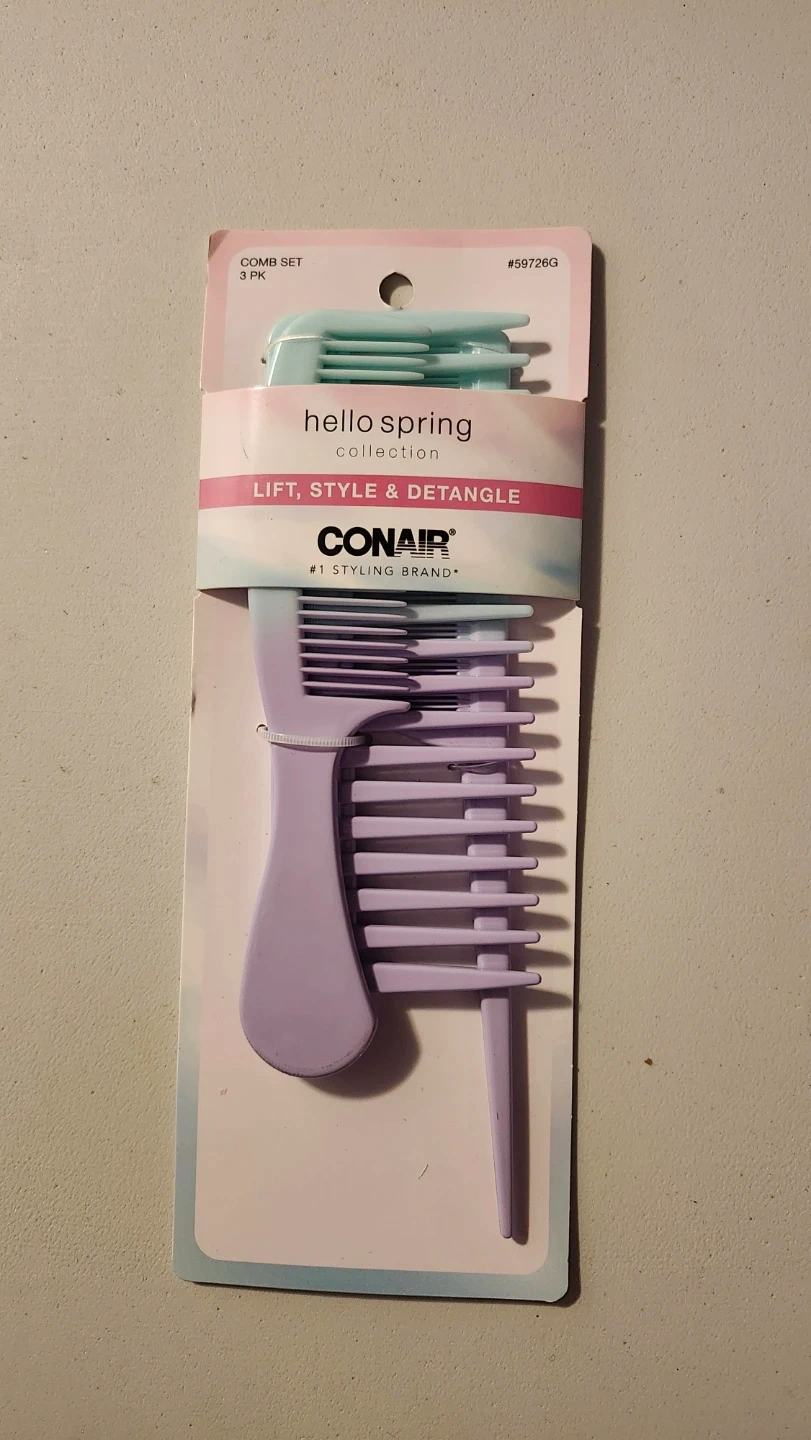 COMB SET
3 PK
#59726G
hello spring
collection
LIFT, STYLE & DETANGLE
CONAIR®
#1 STYLING BRAND*